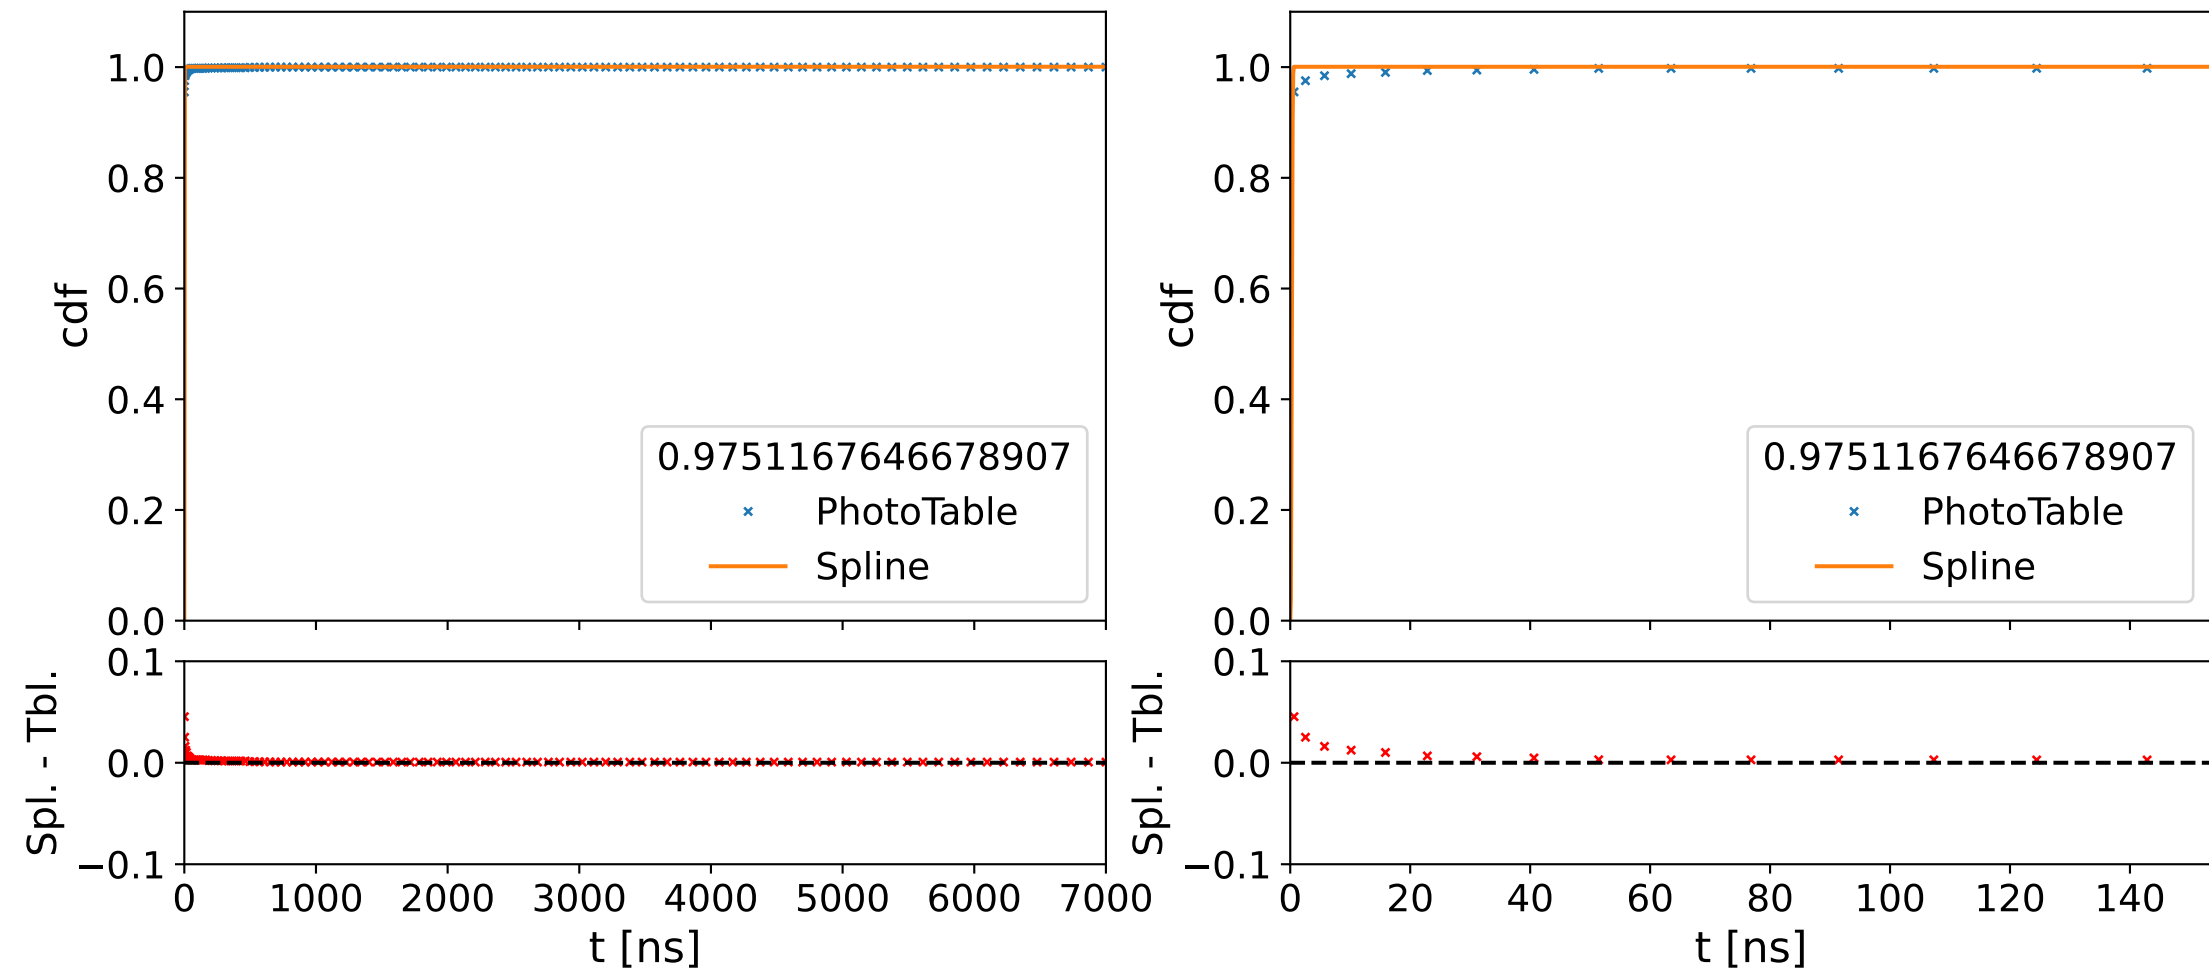 cdf
1.0
0.8
0.6
0.4
0.2
0.0
0.9751167646678907
PhotoTable
Spline
Spl. - Tbl.
0.1
0.0
−0.1
0 1000 2000 3000 4000 5000 6000 7000
t [ns]
cdf
1.0
0.8
0.6
0.4
0.2
0.0
0.9751167646678907
PhotoTable
Spline
Spl. - Tbl.
0.1
0.0
−0.1
0 20 40 60 80 100 120 140
t [ns]